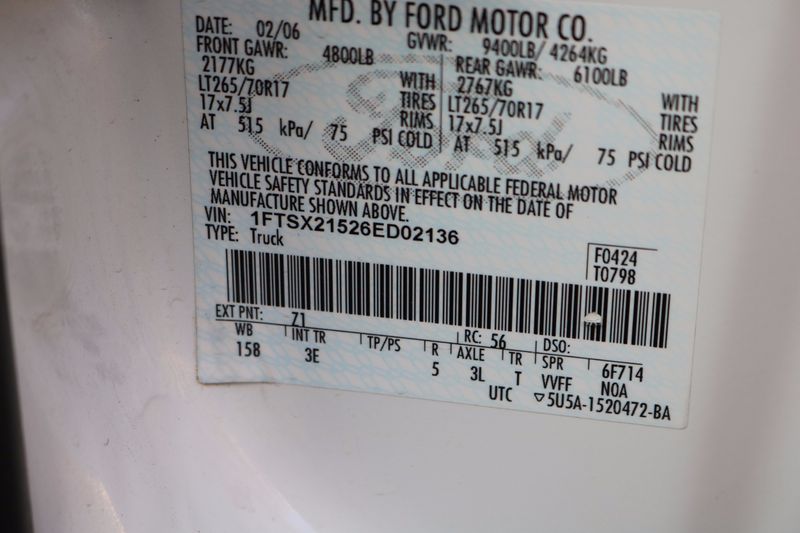 MFD. BY FORD MOTOR CO.
DATE: 02/06 GVWR: 9400LB/ 4264KG
FRONT GAWR: 4800LB REAR GAWR: 6100LB
2177KG WITH 2767KG WITH
LT265/70R17 TIRES LT265/70R17 TIRES
17x7.5J RIMS 17x7.5J RIMS
AT 515 kPa/ 75 PSI COLD AT 515 kPa/ 75 PSI COLD
Ford
THIS VEHICLE CONFORMS TO ALL APPLICABLE FEDERAL MOTOR
VEHICLE SAFETY STANDARDS IN EFFECT ON THE DATE OF
MANUFACTURE SHOWN ABOVE.
VIN: 1FTSX21526ED02136
TYPE: Truck
F0424
T0798
EXT PNT: 71 RC: 56 DSO:
WB INT TR TP/PS R AXLE TR SPR 6F714
158 3E 5 3L T VVFF NOA
UTC ▽5U5A-1520472-BA